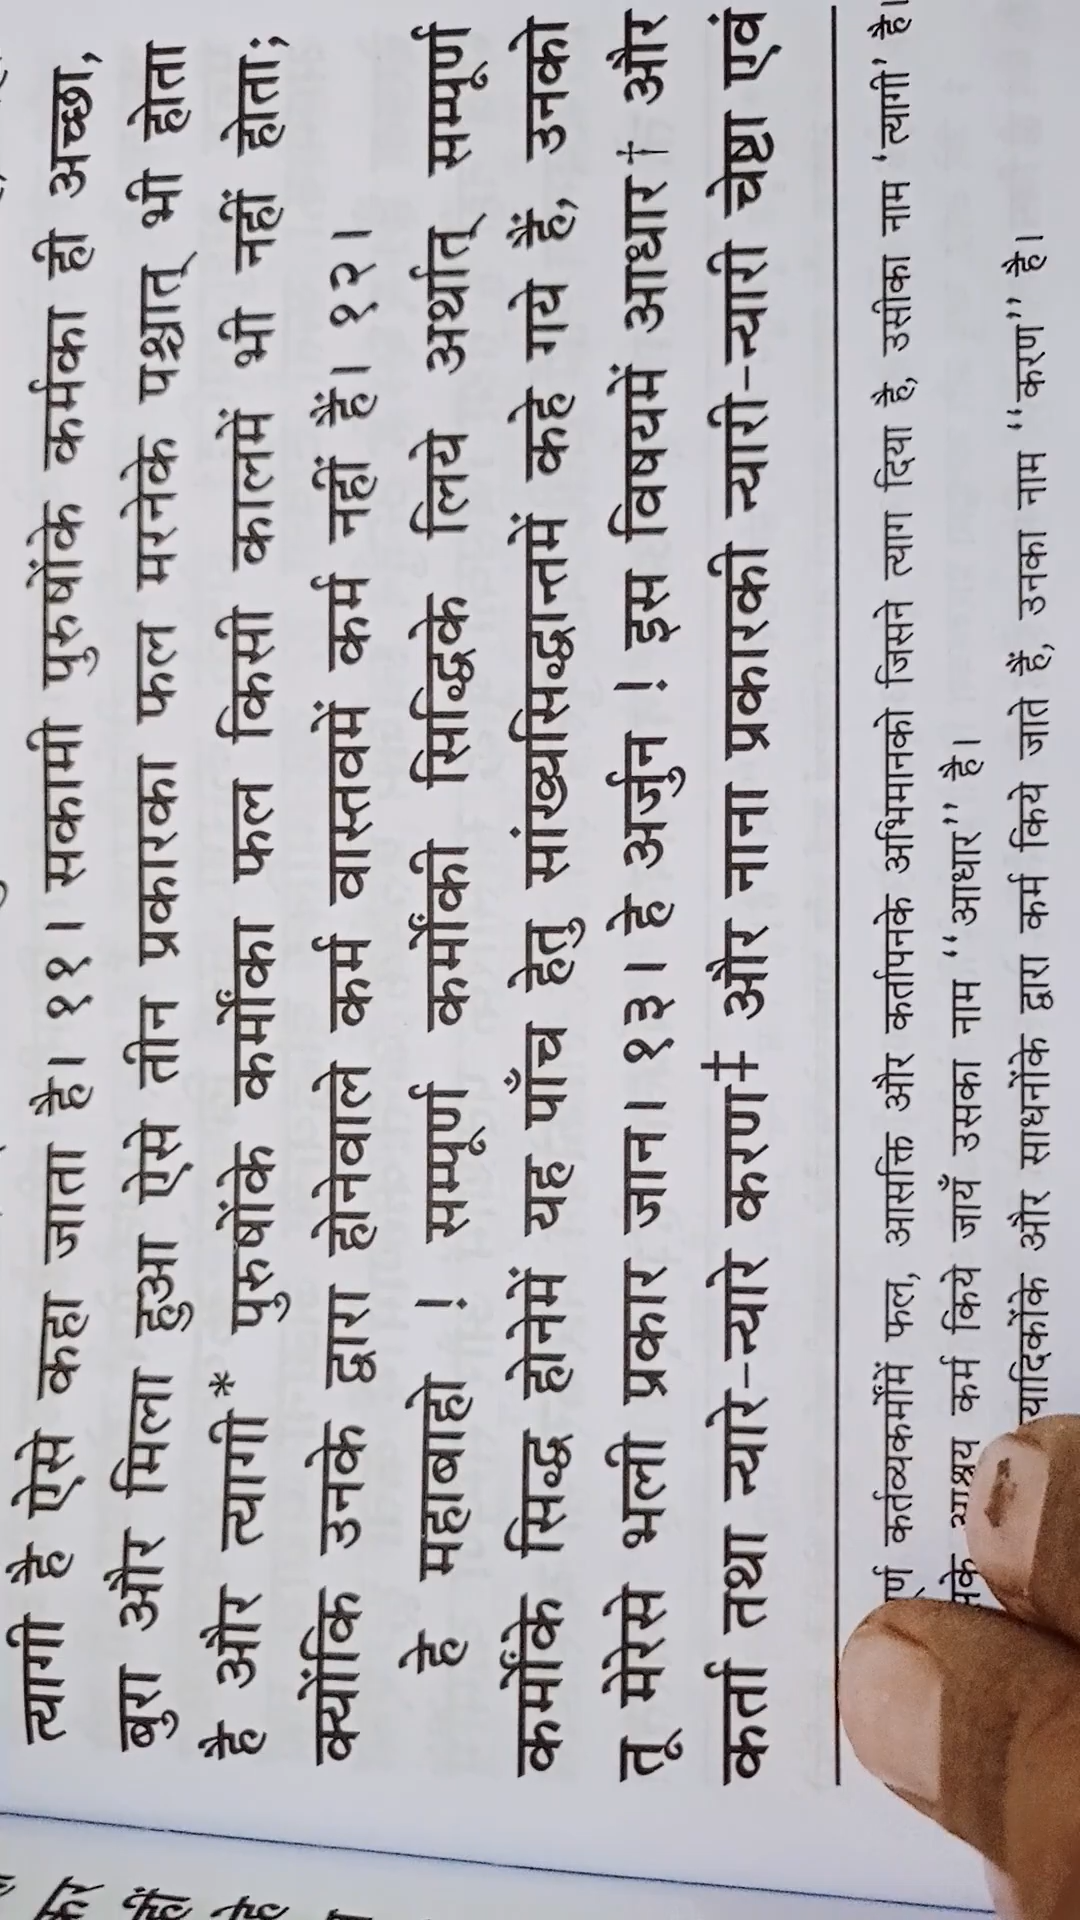 त्यागी है ऐसे कहा जाता है। ११ । सकामी पुरुषोंके कर्मका ही अच्छा,
बुरा और मिला हुआ ऐसे तीन प्रकारका फल मरनेके पश्चात् भी होता
है और त्यागी* पुरुषोंके कर्मोंका फल किसी कालमें भी नहीं होता;
क्योंकि उनके द्वारा होनेवाले कर्म वास्तवमें कर्म नहीं हैं। १२ ।
हे महाबाहो ! सम्पूर्ण कर्मोंकी सिद्धिके लिये अर्थात् सम्पूर्ण
कर्मोंके सिद्ध होनेमें यह पाँच हेतु सांख्यसिद्धान्तमें कहे गये हैं, उनको
तू मेरेसे भली प्रकार जान। १३ । हे अर्जुन ! इस विषयमें आधार† और
कर्ता तथा न्यारे-न्यारे करण‡ और नाना प्रकारकी न्यारी-न्यारी चेष्टा एवं
कर्तव्यकर्मोंमें फल, आसक्ति और कर्तापनके अभिमानको जिसने त्याग दिया है, उसीका नाम 'त्यागी' है।
कर्म किये जायँ उसका नाम ''आधार'' है।
और साधनोंके द्वारा कर्म किये जाते हैं, उनका नाम ''करण'' है।